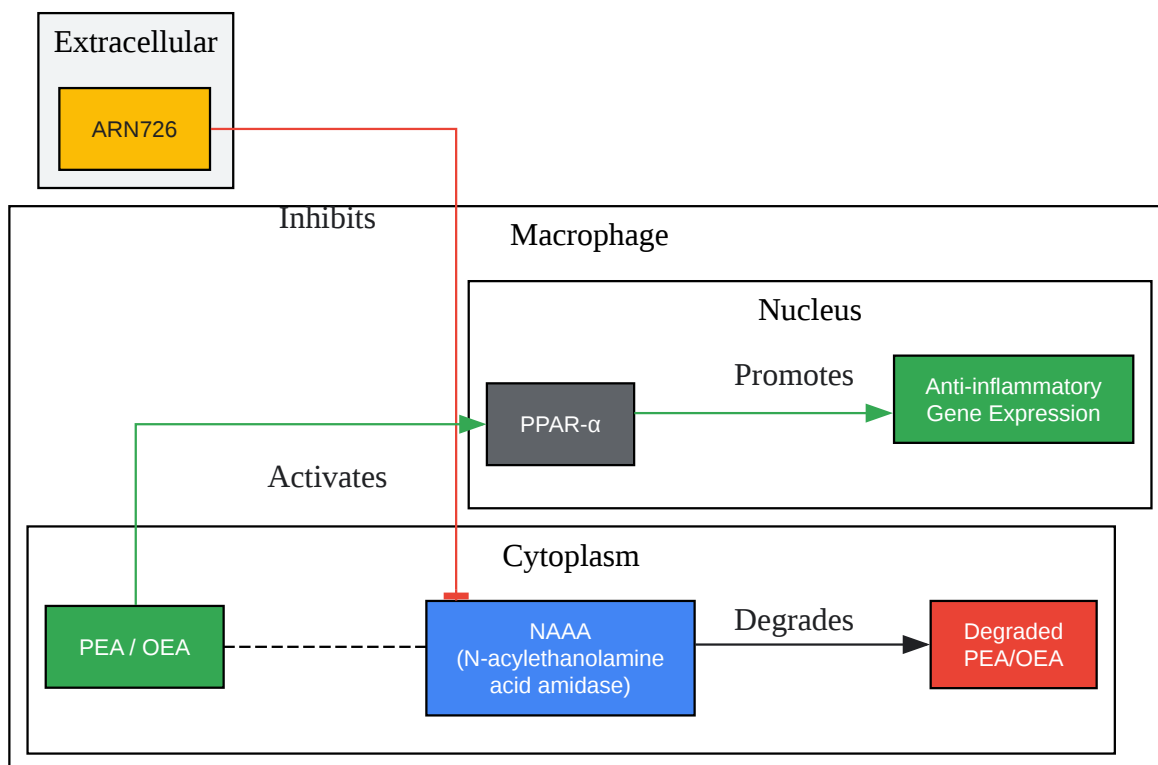 Extracellular
ARN726
Inhibits
Macrophage
Nucleus
Promotes
Anti-inflammatory
Gene Expression
PPAR-α
Activates
Cytoplasm
PEA / OEA
NAAA
(N-acylethanolamine
acid amidase)
Degrades
Degraded
PEA/OEA